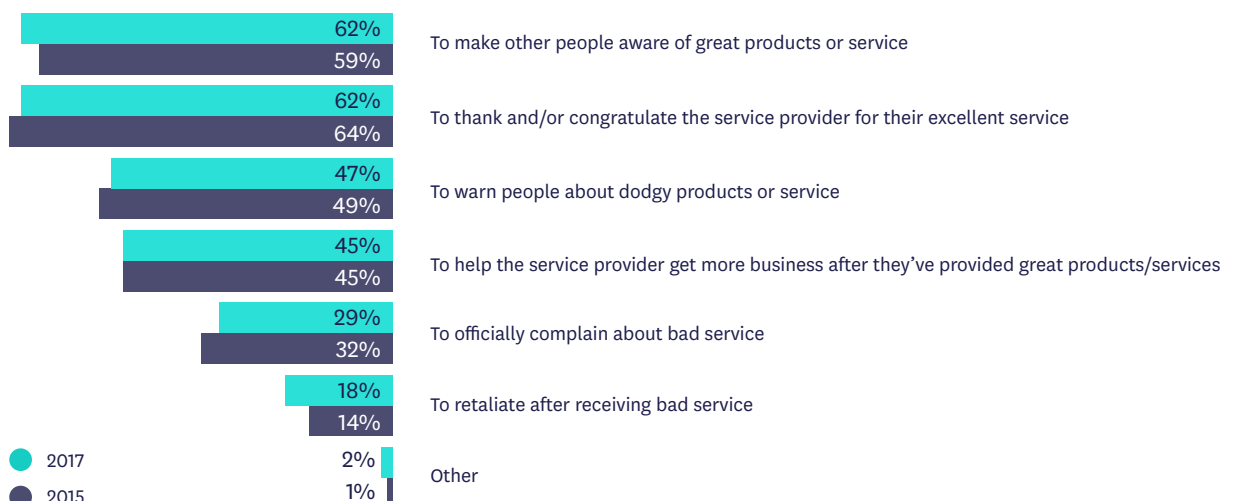 62%
59%
To make other people aware of great products or service
62%
64%
To thank and/or congratulate the service provider for their excellent service
47%
49%
To warn people about dodgy products or service
45%
45%
To help the service provider get more business after they’ve provided great products/services
29%
32%
To officially complain about bad service
18%
14%
To retaliate after receiving bad service
2017
2%
Other
2015
1%